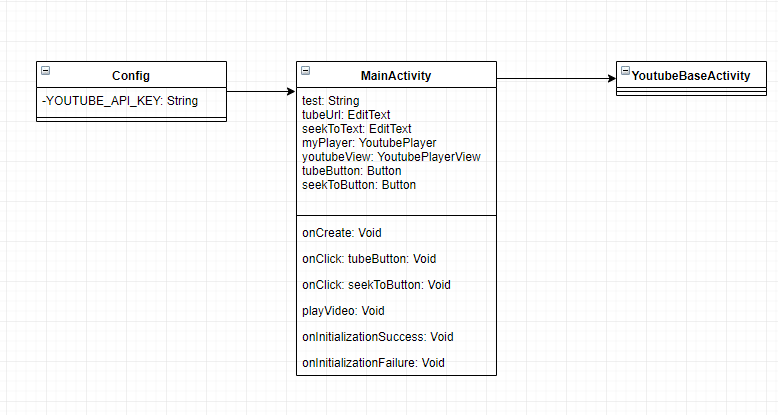 Config
-YOUTUBE_API_KEY: String
MainActivity
test: String
tubeUrl: EditText
seekToText: EditText
myPlayer: YoutubePlayer
youtubeView: YoutubePlayerView
tubeButton: Button
seekToButton: Button
onCreate: Void
onClick: tubeButton: Void
onClick: seekToButton: Void
playVideo: Void
onInitializationSuccess: Void
onInitializationFailure: Void
YoutubeBaseActivity